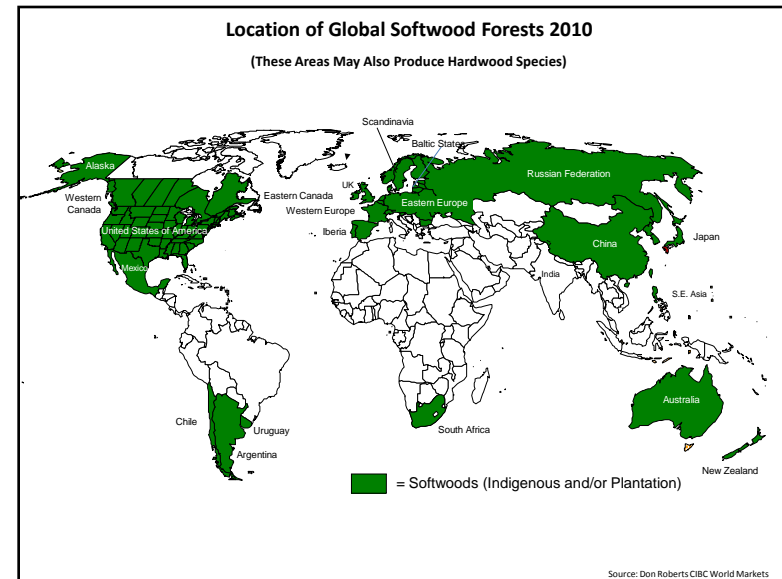 Location of Global Softwood Forests 2010
(These Areas May Also Produce Hardwood Species)
Scandinavia
Baltic States
Alaska
Russian Federation
Western
Canada
Eastern Canada
UK
Western Europe
Eastern Europe
Iberia
United States of America
China
Japan
Mexico
India
S.E. Asia
Australia
Chile
Uruguay
South Africa
Argentina
New Zealand
= Softwoods (Indigenous and/or Plantation)
Source: Don Roberts CIBC World Markets